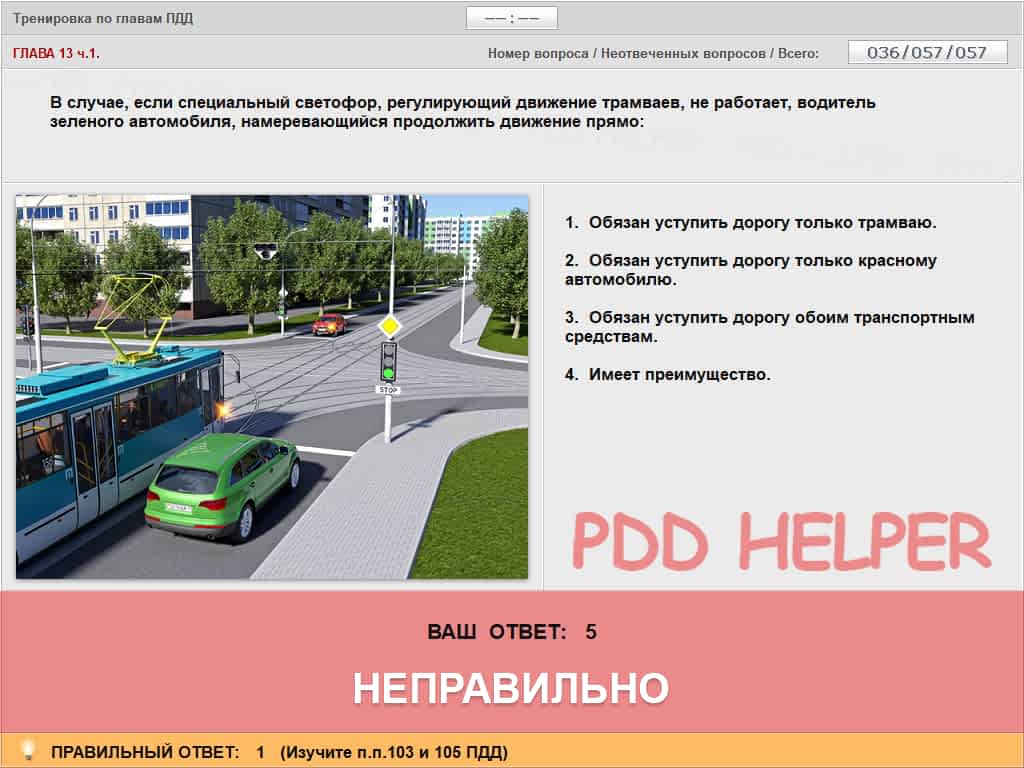 Тренировка по главам ПДД
—— : ——
ГЛАВА 13 ч.1.
Номер вопроса / Неотвеченных вопросов / Всего:
036/057/057
В случае, если специальный светофор, регулирующий движение трамваев, не работает, водитель
зеленого автомобиля, намеревающийся продолжить движение прямо:
1. Обязан уступить дорогу только трамваю.
2. Обязан уступить дорогу только красному
автомобилю.
3. Обязан уступить дорогу обоим транспортным
средствам.
4. Имеет преимущество.
STOP
PDD HELPER
ВАШ ОТВЕТ: 5
НЕПРАВИЛЬНО
ПРАВИЛЬНЫЙ ОТВЕТ: 1 (Изучите п.п.103 и 105 ПДД)